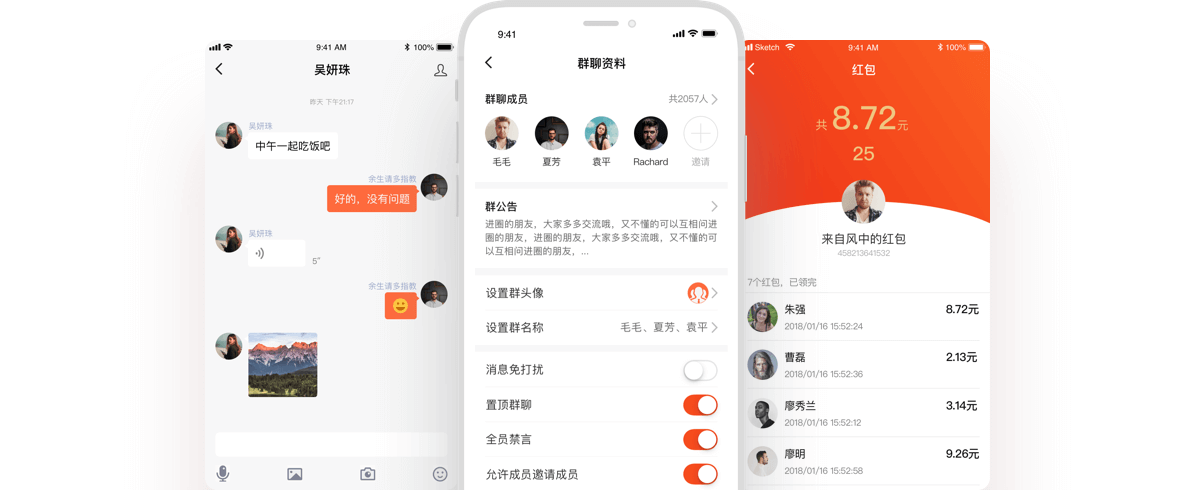 9:41 AM
100%
吴妍珠
昨天 下午21:17
吴妍珠
中午一起吃饭吧
余生请多指教
好的，没有问题
吴妍珠
5"
余生请多指教
9:41
群聊资料
群聊成员
共2057人
毛毛
夏芳
袁平
Rachard
邀请
群公告
进圈的朋友，大家多多交流哦，又不懂的可以互相问进
圈的朋友，进圈的朋友，大家多多交流哦，又不懂的可
以互相问进圈的朋友，...
设置群头像
设置群名称
毛毛、夏芳、袁平
消息免打扰
置顶群聊
全员禁言
允许成员邀请成员
Sketch
9:41 AM
100%
红包
共 8.72元
25
来自风中的红包
458213641532
7个红包，已领完
朱强
8.72元
2018/01/16 15:52:24
曹磊
2.13元
2018/01/16 15:52:36
廖秀兰
3.14元
2018/01/16 15:52:12
廖明
9.26元
2018/01/16 15:52:58